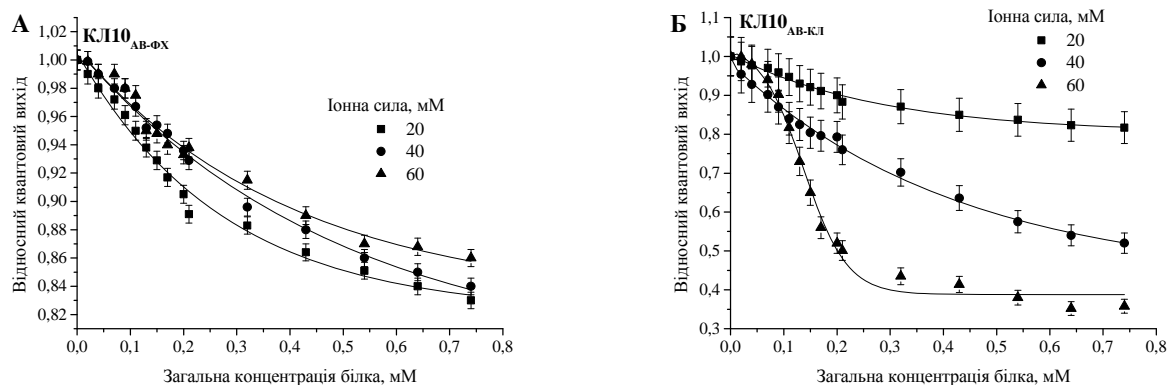 А
КЛ10АВ-ФХ
Іонна сила, мМ
20
40
60
1,02
1,00
0,98
0,96
0,94
0,92
0,90
0,88
0,86
0,84
0,82
Відносний квантовий вихід
0,0 0,1 0,2 0,3 0,4 0,5 0,6 0,7 0,8
Загальна концентрація білка, мМ
Б
КЛ10АВ-КЛ
Іонна сила, мМ
20
40
60
1,1
1,0
0,9
0,8
0,7
0,6
0,5
0,4
0,3
Відносний квантовий вихід
0,0 0,1 0,2 0,3 0,4 0,5 0,6 0,7 0,8
Загальна концентрація білка, мМ